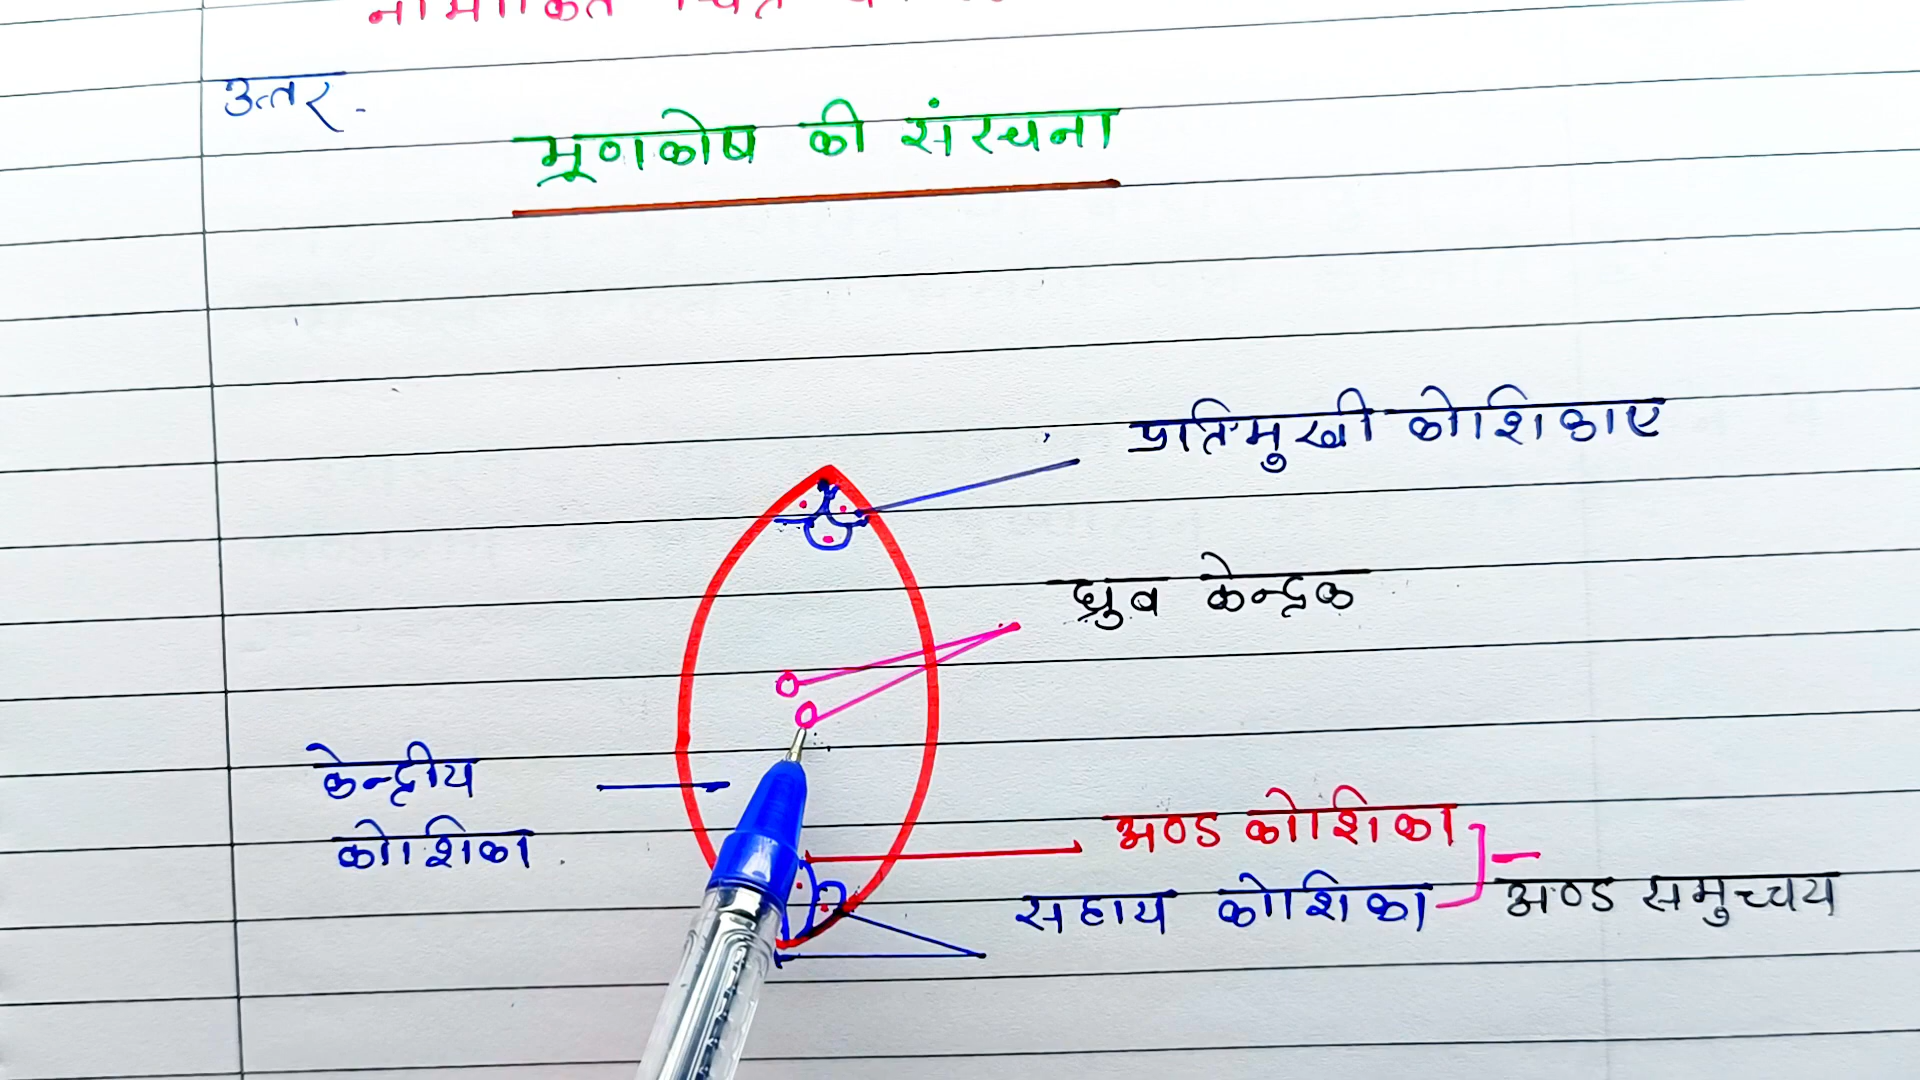 नामांकित चित्र
उत्तर -
भ्रूणकोष की संरचना
प्रतिमुखी कोशिकाए
ध्रुव केन्द्रक
केन्द्रीय
कोशिका
अण्ड कोशिका
सहाय कोशिका
अण्ड समुच्चय